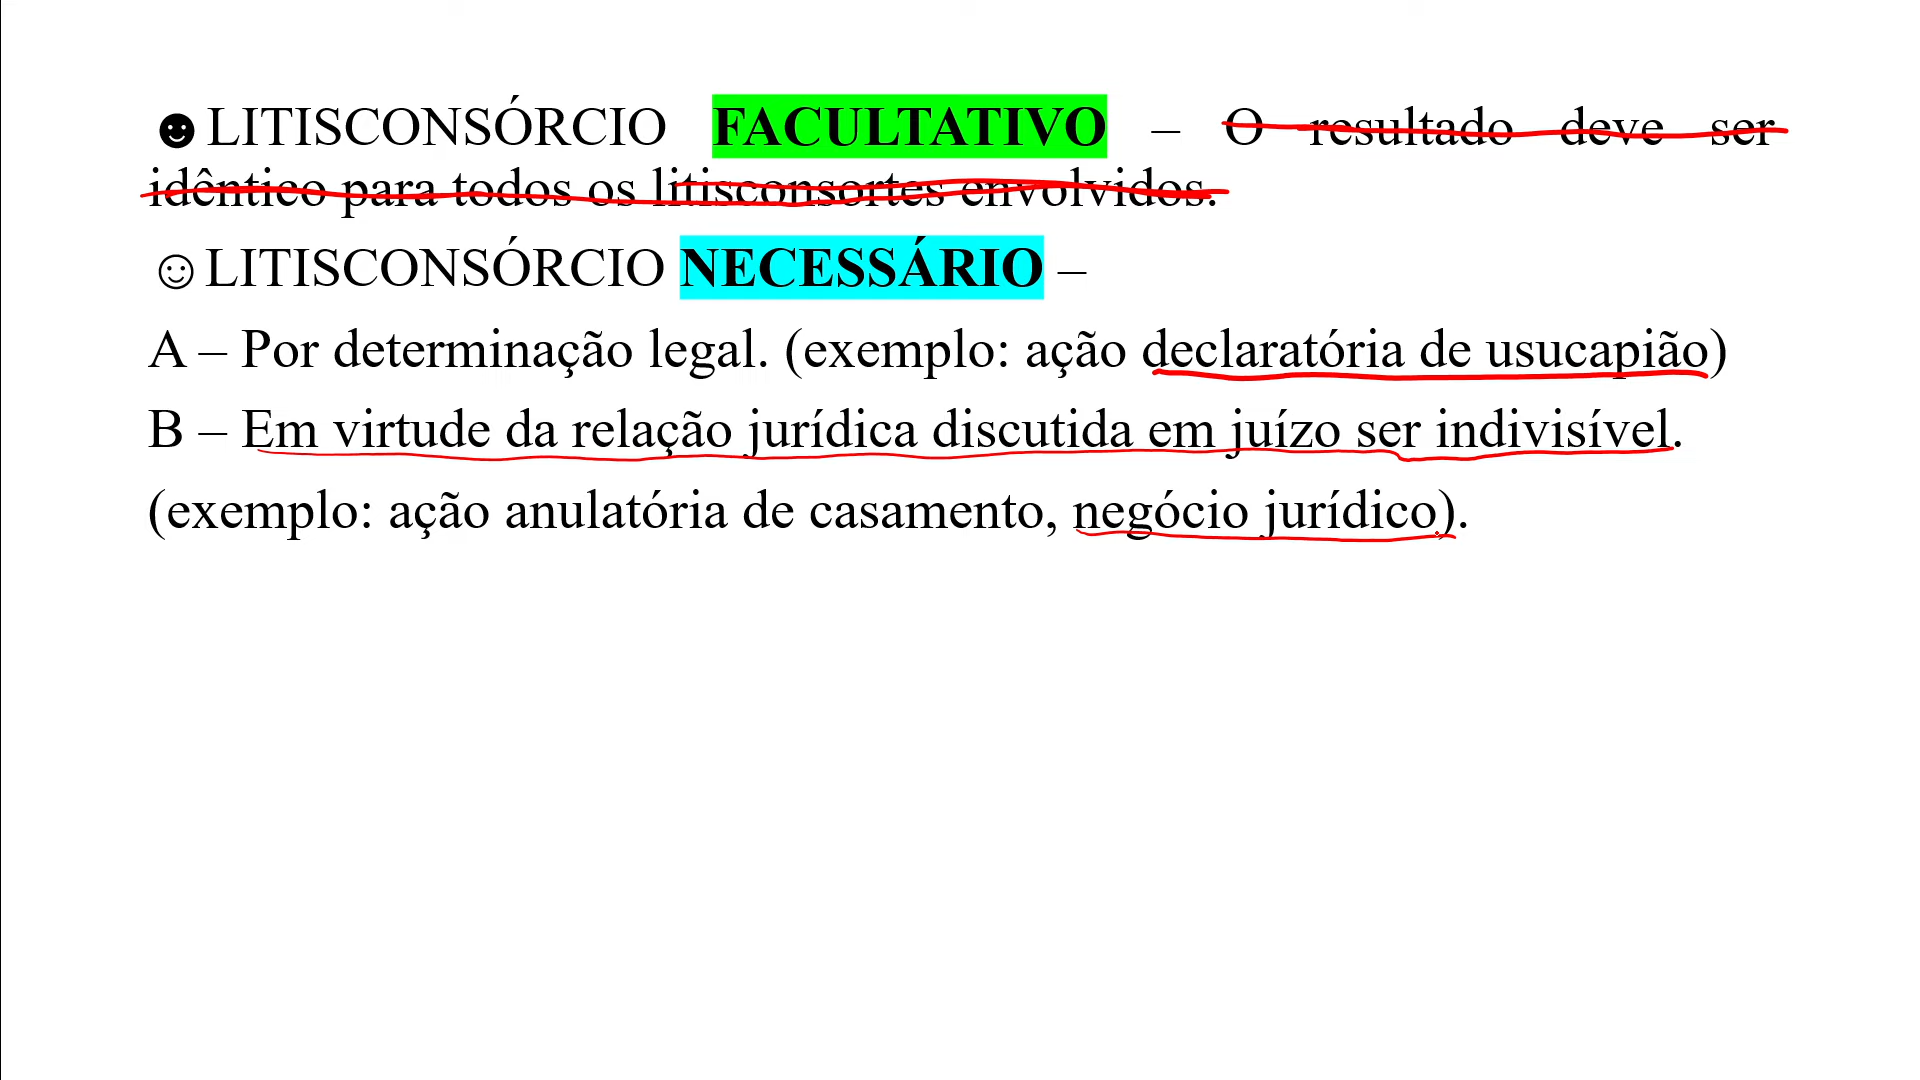 ☻LITISCONSÓRCIO FACULTATIVO – O resultado deve ser
idêntico para todos os litisconsortes envolvidos.
☺LITISCONSÓRCIO NECESSÁRIO –
A – Por determinação legal. (exemplo: ação declaratória de usucapião)
B – Em virtude da relação jurídica discutida em juízo ser indivisível.
(exemplo: ação anulatória de casamento, negócio jurídico).